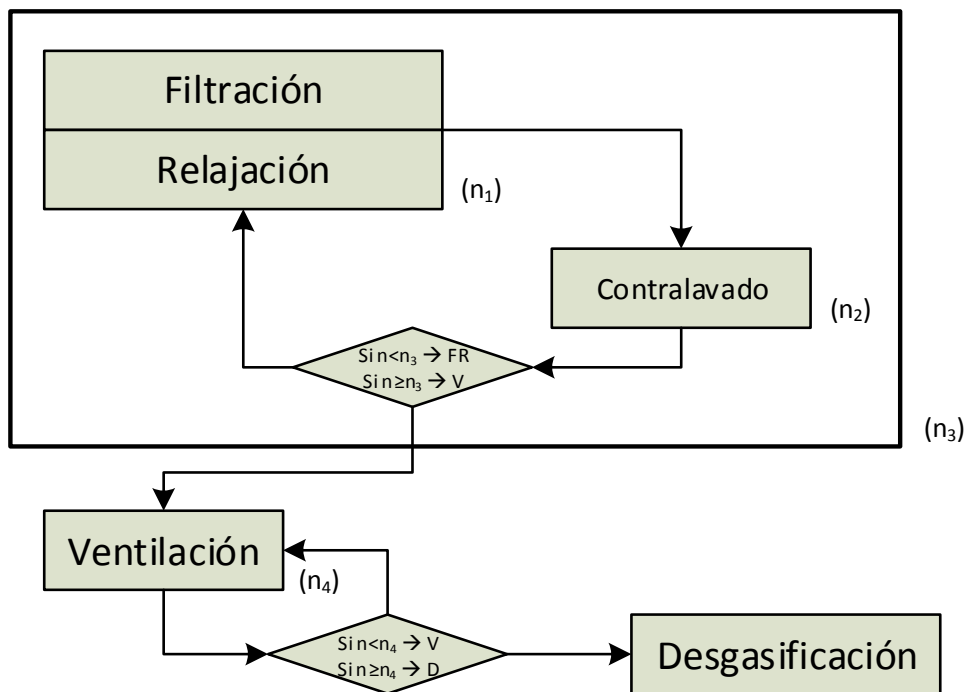 Filtración
Relajación
(n₁)
Contralavado
(n₂)
Si n<n₃ → FR
Si n≥n₃ → V
(n₃)
Ventilación
(n₄)
Si n<n₄ → V
Si n≥n₄ → D
Desgasificación